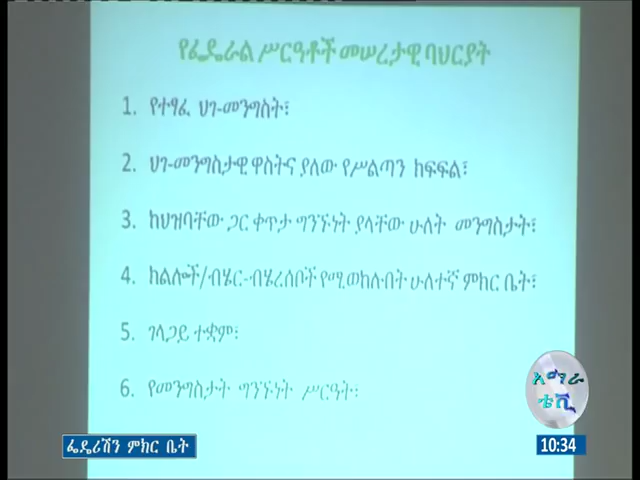 የፌዴራል ሥርዓቶች መሠረታዊ ባህርያት
1. የተፃፈ ህገ-መንግስት፣
2. ህገ-መንግስታዊ ዋስትና ያለው የሥልጣን ክፍፍል፣
3. ከህዝባቸው ጋር ቀጥታ ግንኙነት ያላቸው ሁለት መንግስታት፣
4. ክልሎች/ብሄር-ብሄረሰቦች የሚወከሉበት ሁለተኛ ምክር ቤት፣
5. ገላጋይ ተቋም፡
6. የመንግስታት ግንኙነት ሥርዓት፡
አማራ
ቴቪ
ፌዴሪሽን ምክር ቤት
10:34